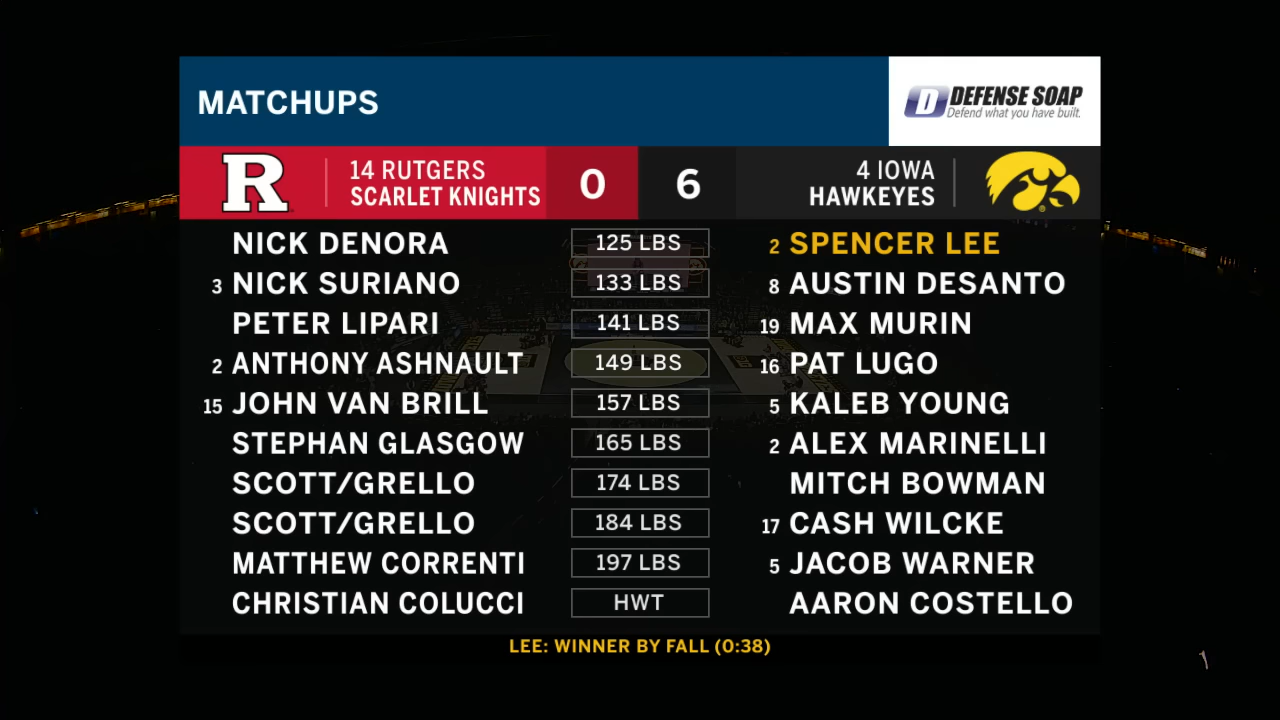 MATCHUPS
D DEFENSE SOAP
Defend what you have built.
R
14 RUTGERS
SCARLET KNIGHTS
0
6
4 IOWA
HAWKEYES
NICK DENORA 125 LBS 2 SPENCER LEE
3 NICK SURIANO 133 LBS 8 AUSTIN DESANTO
PETER LIPARI 141 LBS 19 MAX MURIN
2 ANTHONY ASHNAULT 149 LBS 16 PAT LUGO
15 JOHN VAN BRILL 157 LBS 5 KALEB YOUNG
STEPHAN GLASGOW 165 LBS 2 ALEX MARINELLI
SCOTT/GRELLO 174 LBS MITCH BOWMAN
SCOTT/GRELLO 184 LBS 17 CASH WILCKE
MATTHEW CORRENTI 197 LBS 5 JACOB WARNER
CHRISTIAN COLUCCI HWT AARON COSTELLO
LEE: WINNER BY FALL (0:38)